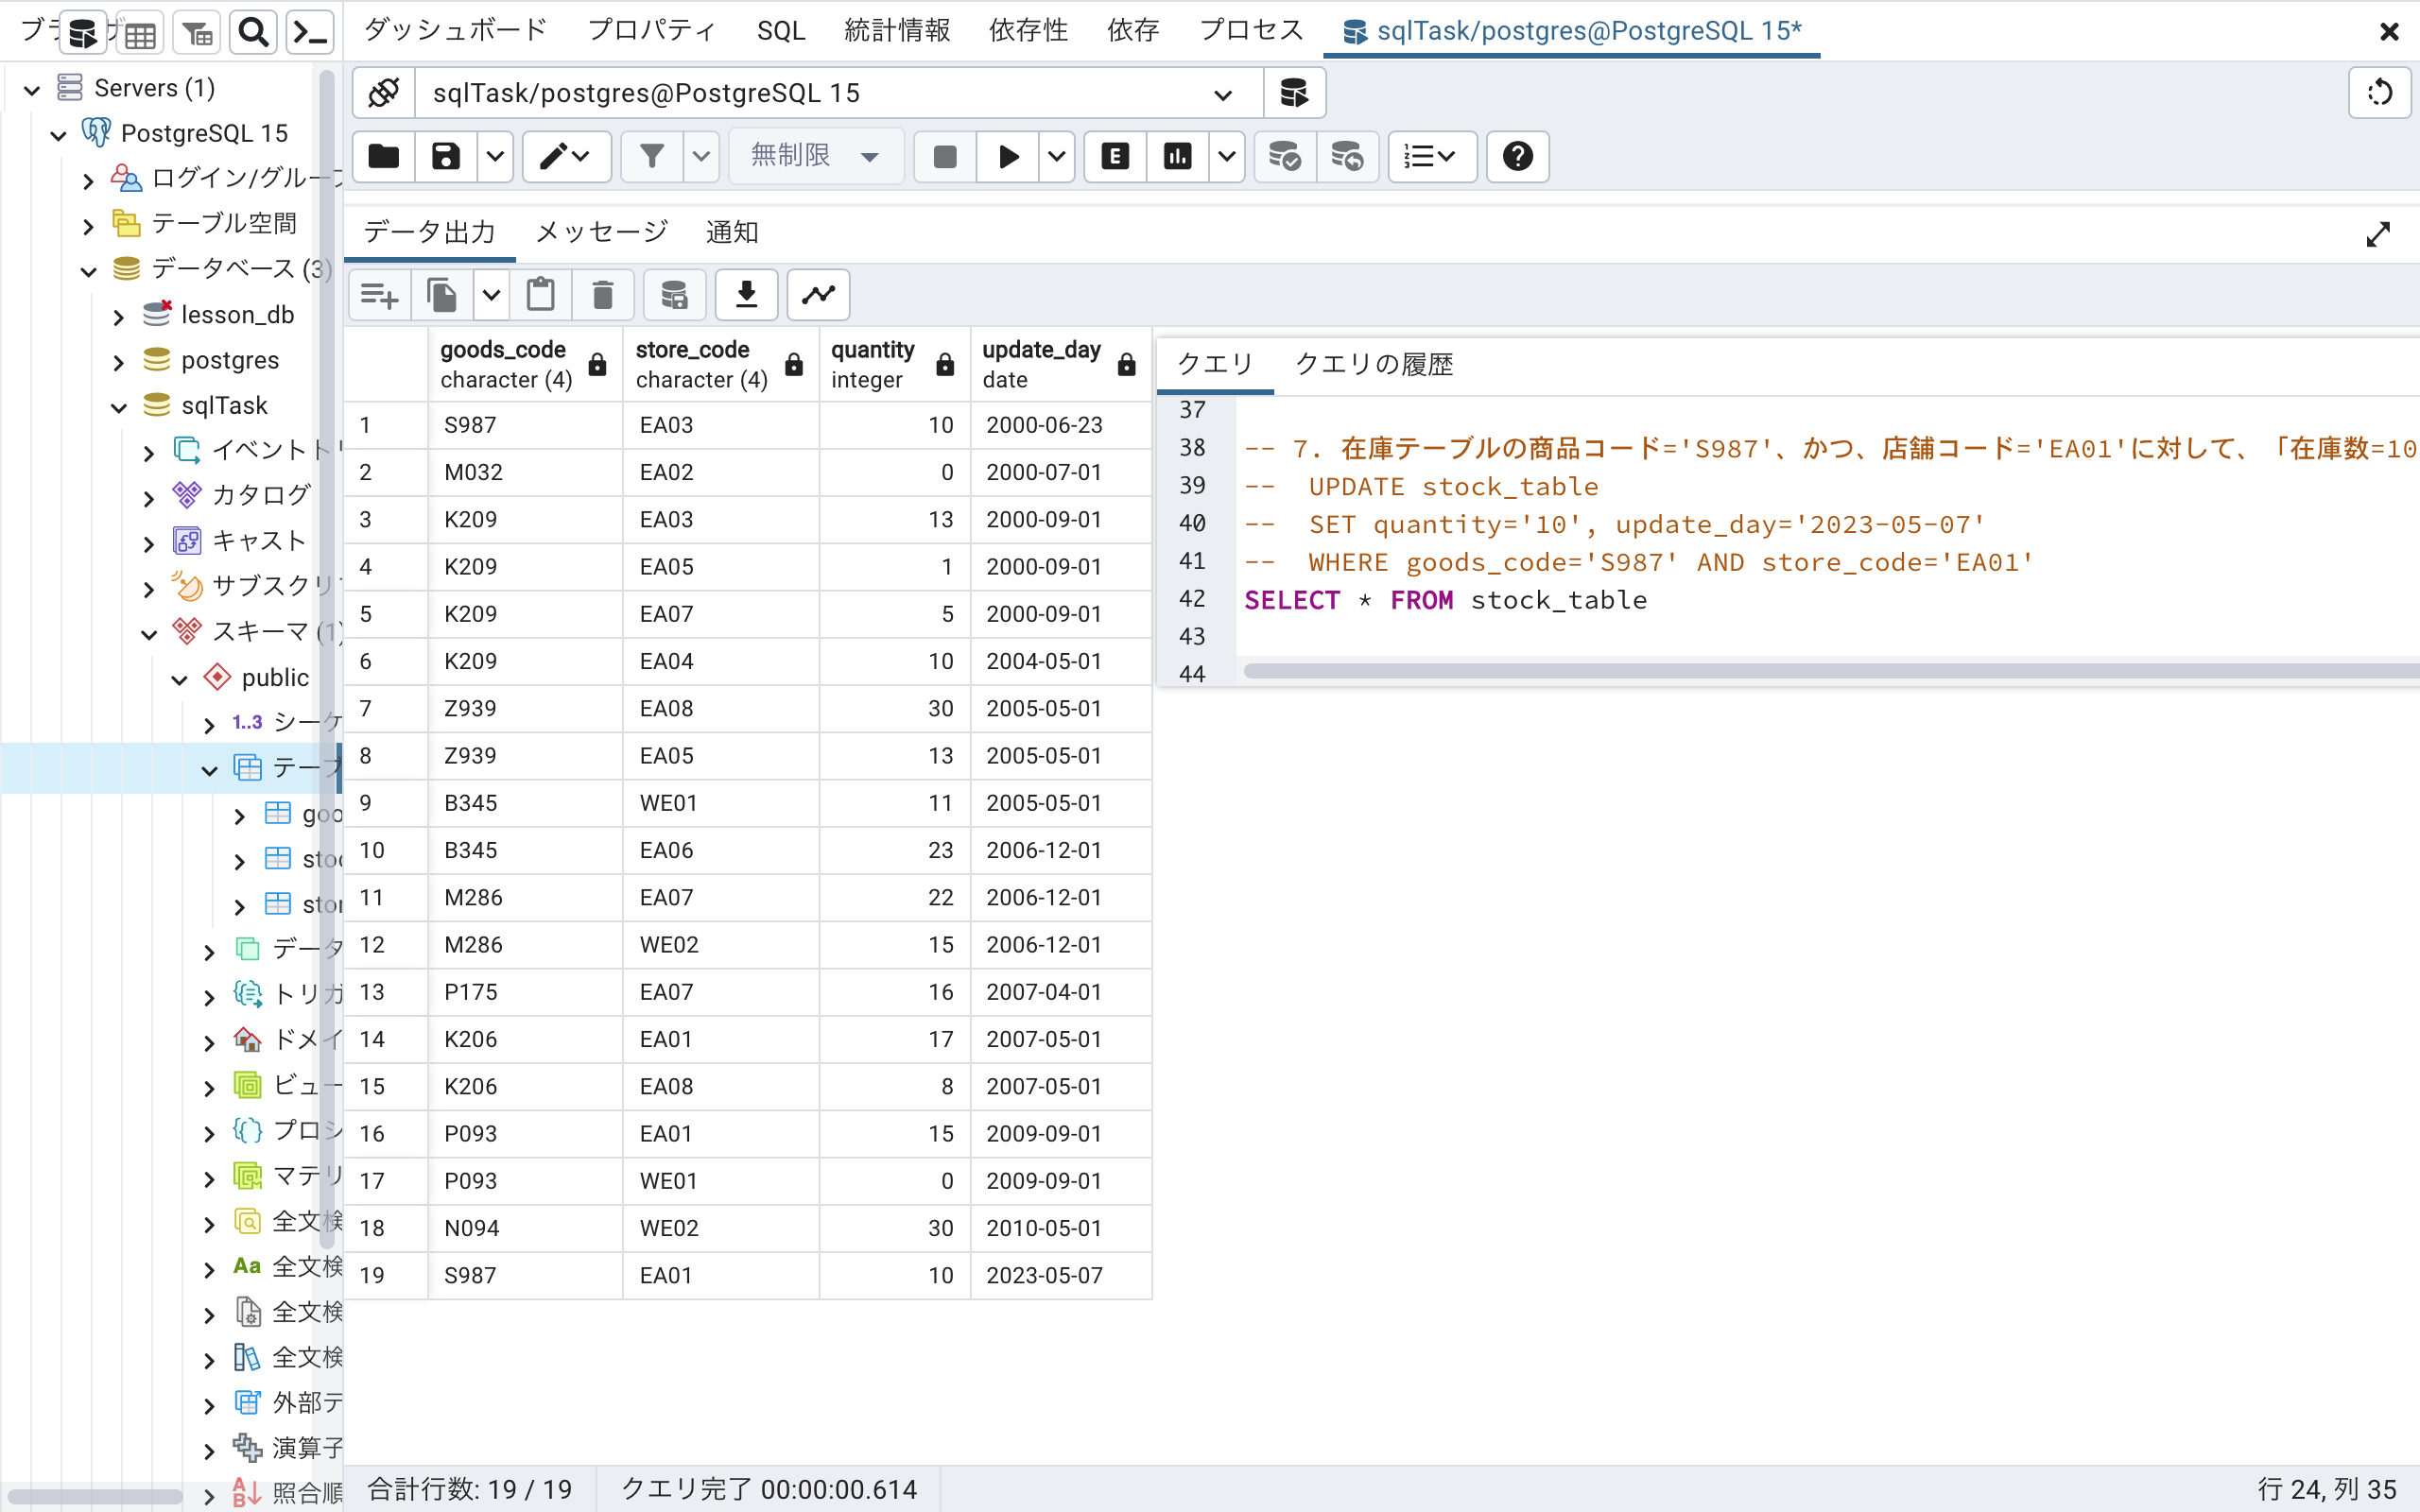 ダッシュボード プロパティ SQL 統計情報 依存性 依存 プロセス sqlTask/postgres@PostgreSQL 15*
sqlTask/postgres@PostgreSQL 15
無制限
Servers (1)
PostgreSQL 15
ログイン/グルー
テーブル空間
データベース (3)
lesson_db
postgres
sqlTask
イベントト
カタログ
キャスト
サブスクリ
スキーマ (1)
public
1..3 シーケ
テーブ
goo
sto
stor
データ
トリガ
ドメイ
ビュー
プロシ
マテリ
全文検
Aa 全文検
全文検
全文検
外部テ
演算子
照合順
データ出力 メッセージ 通知
goods_code character (4) store_code character (4) quantity integer update_day date
1 S987 EA03 10 2000-06-23
2 M032 EA02 0 2000-07-01
3 K209 EA03 13 2000-09-01
4 K209 EA05 1 2000-09-01
5 K209 EA07 5 2000-09-01
6 K209 EA04 10 2004-05-01
7 Z939 EA08 30 2005-05-01
8 Z939 EA05 13 2005-05-01
9 B345 WE01 11 2005-05-01
10 B345 EA06 23 2006-12-01
11 M286 EA07 22 2006-12-01
12 M286 WE02 15 2006-12-01
13 P175 EA07 16 2007-04-01
14 K206 EA01 17 2007-05-01
15 K206 EA08 8 2007-05-01
16 P093 EA01 15 2009-09-01
17 P093 WE01 0 2009-09-01
18 N094 WE02 30 2010-05-01
19 S987 EA01 10 2023-05-07
クエリ クエリの履歴
37
38 -- 7. 在庫テーブルの商品コード='S987'、かつ、店舗コード='EA01'に対して、「在庫数=10
39 -- UPDATE stock_table
40 -- SET quantity='10', update_day='2023-05-07'
41 -- WHERE goods_code='S987' AND store_code='EA01'
42 SELECT * FROM stock_table
43
44
合計行数: 19 / 19 クエリ完了 00:00:00.614 行 24, 列 35